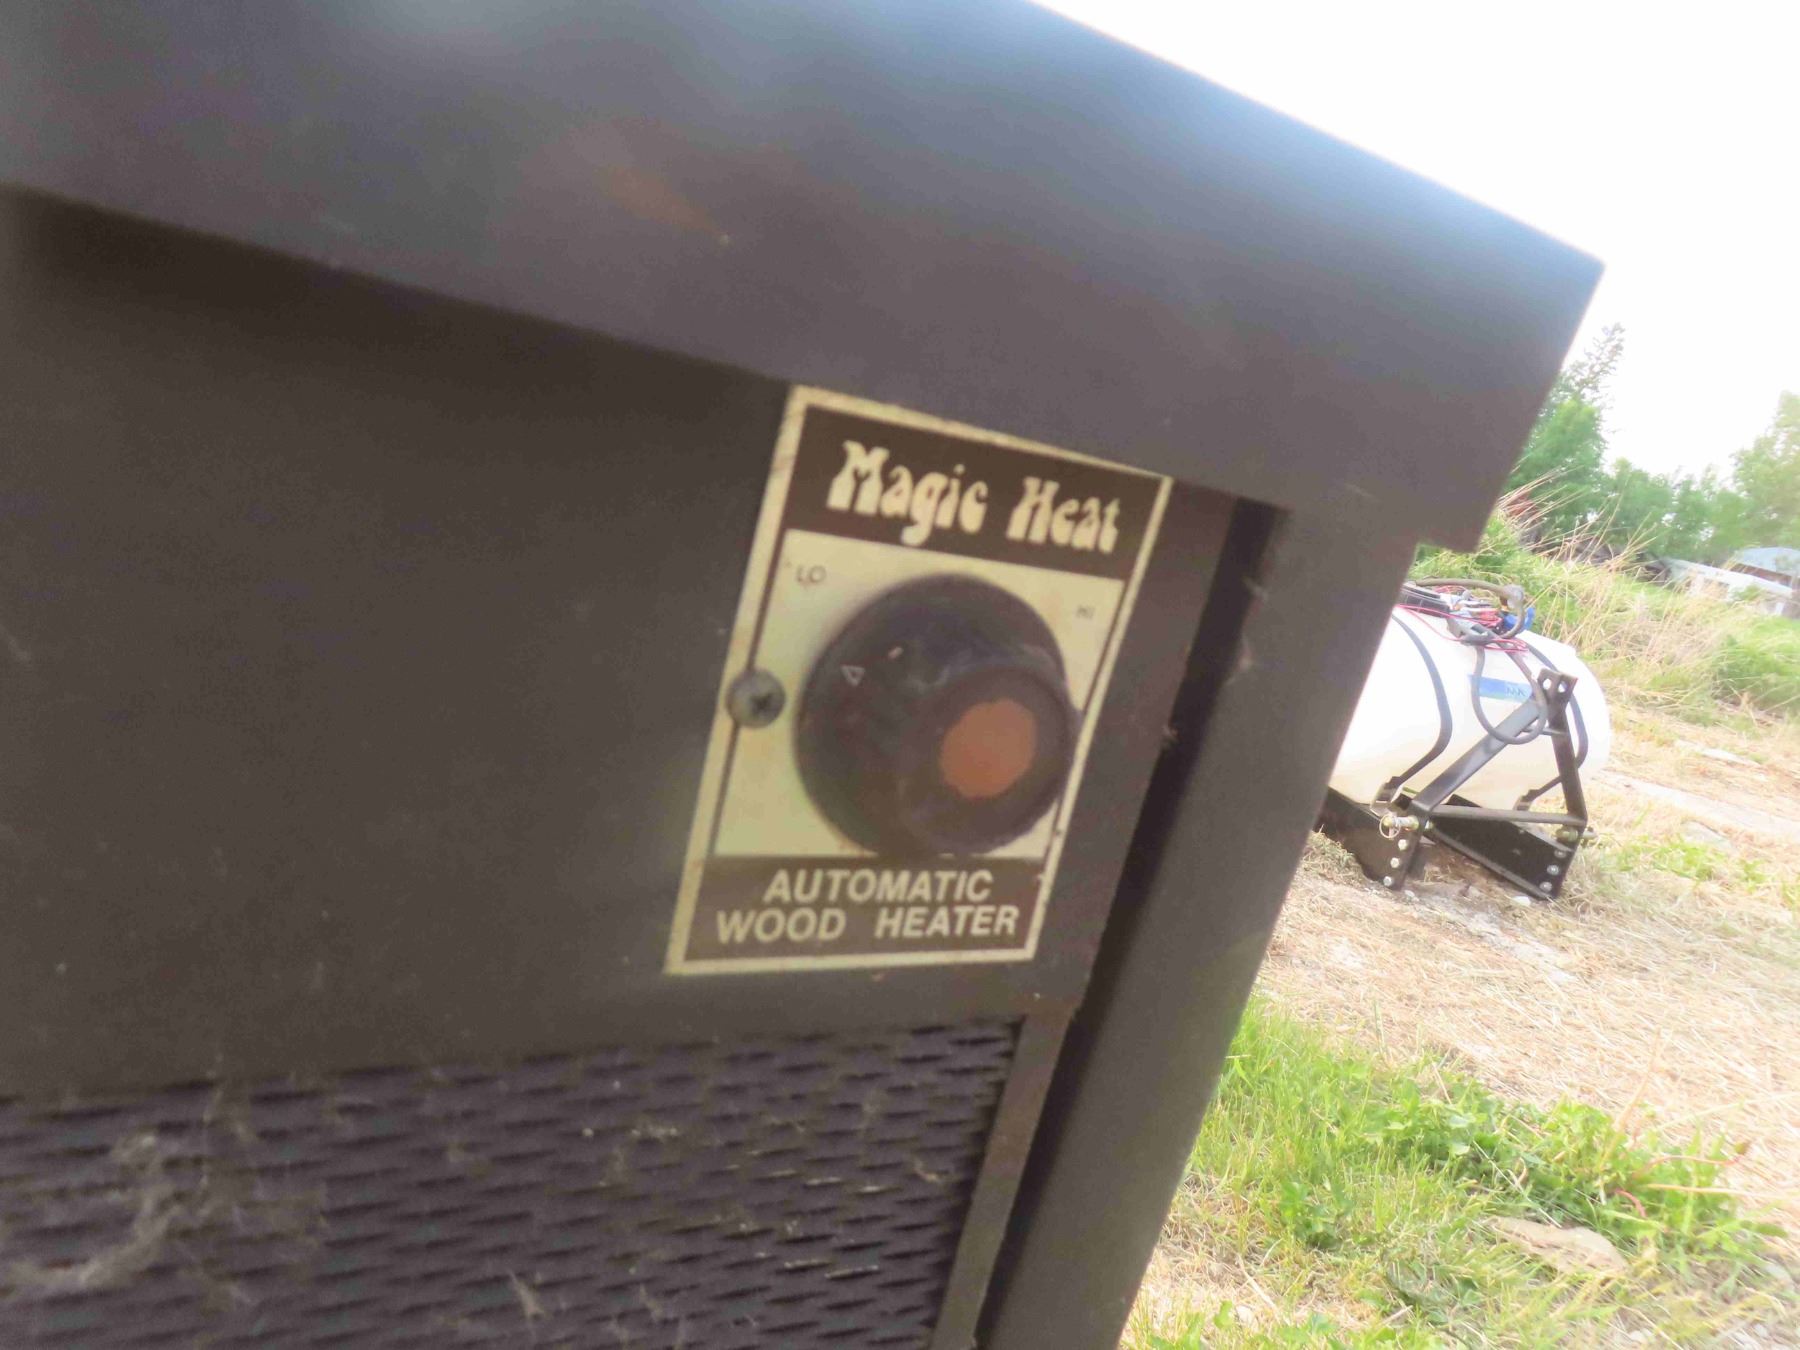 Magic Heat
LO
HI
AUTOMATIC
WOOD HEATER